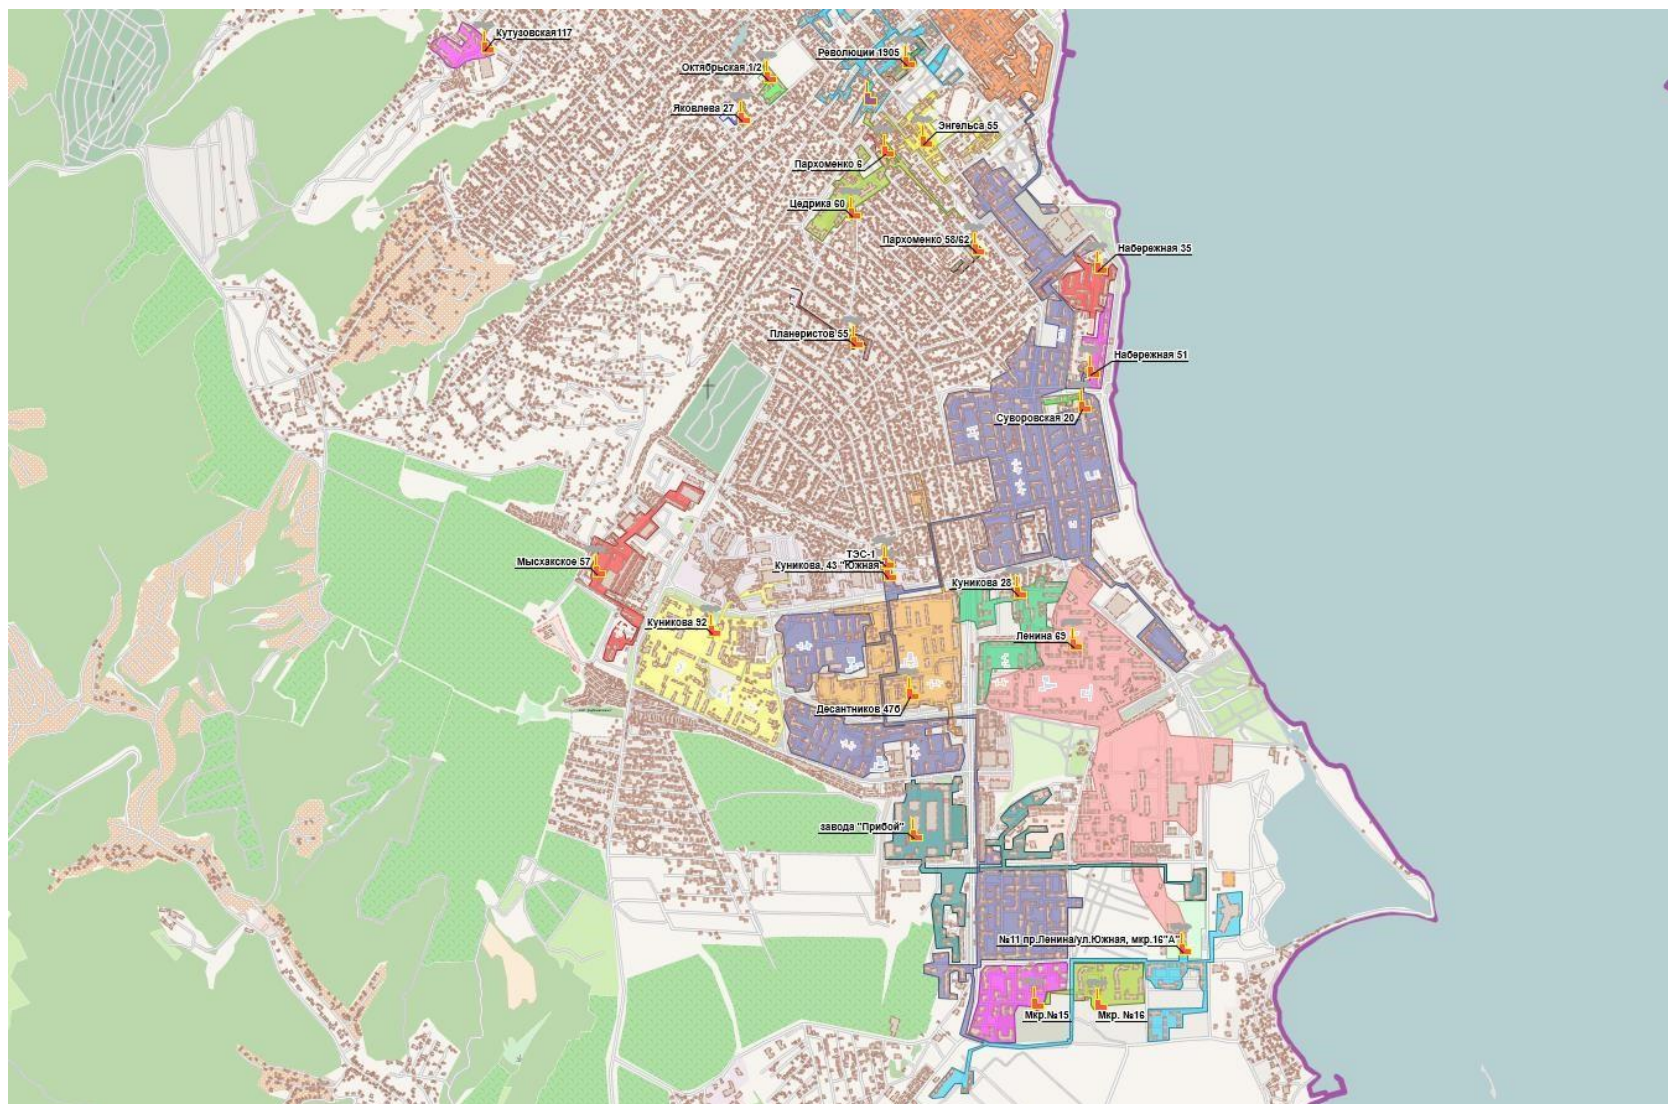 Кутузовская117
Революции 1905
Октябрьская 1/2
Яковлева 27
Энгельса 55
Пархоменко 6
Цедрика 60
Пархоменко 58/62
Набережная 35
Планеристов 55
Набережная 51
Суворовская 20
ТЭС-1
Мысхакское 57
Куникова, 43 "Южная
Куникова 28
Куникова 92
Ленина 69
Десантников 47б
завода "Прибой"
№11 пр.Ленина/ул.Южная, мкр.16"А"
Мкр.№15
Мкр. №16